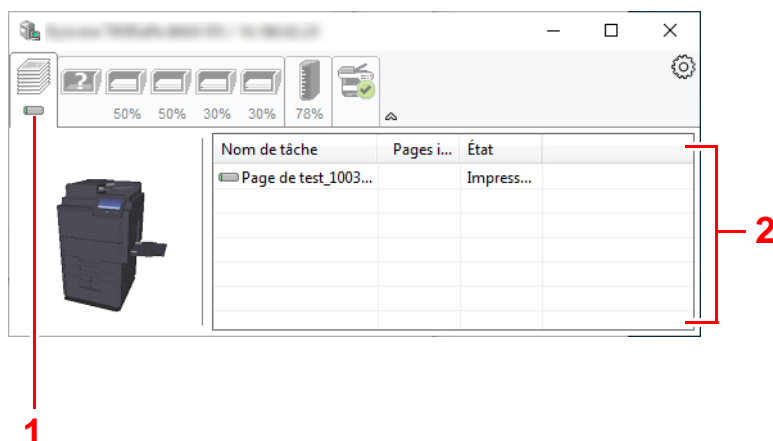 50% 50% 30% 30% 78%
Nom de tâche Pages i... État
Page de test_1003... Impress...
2
1